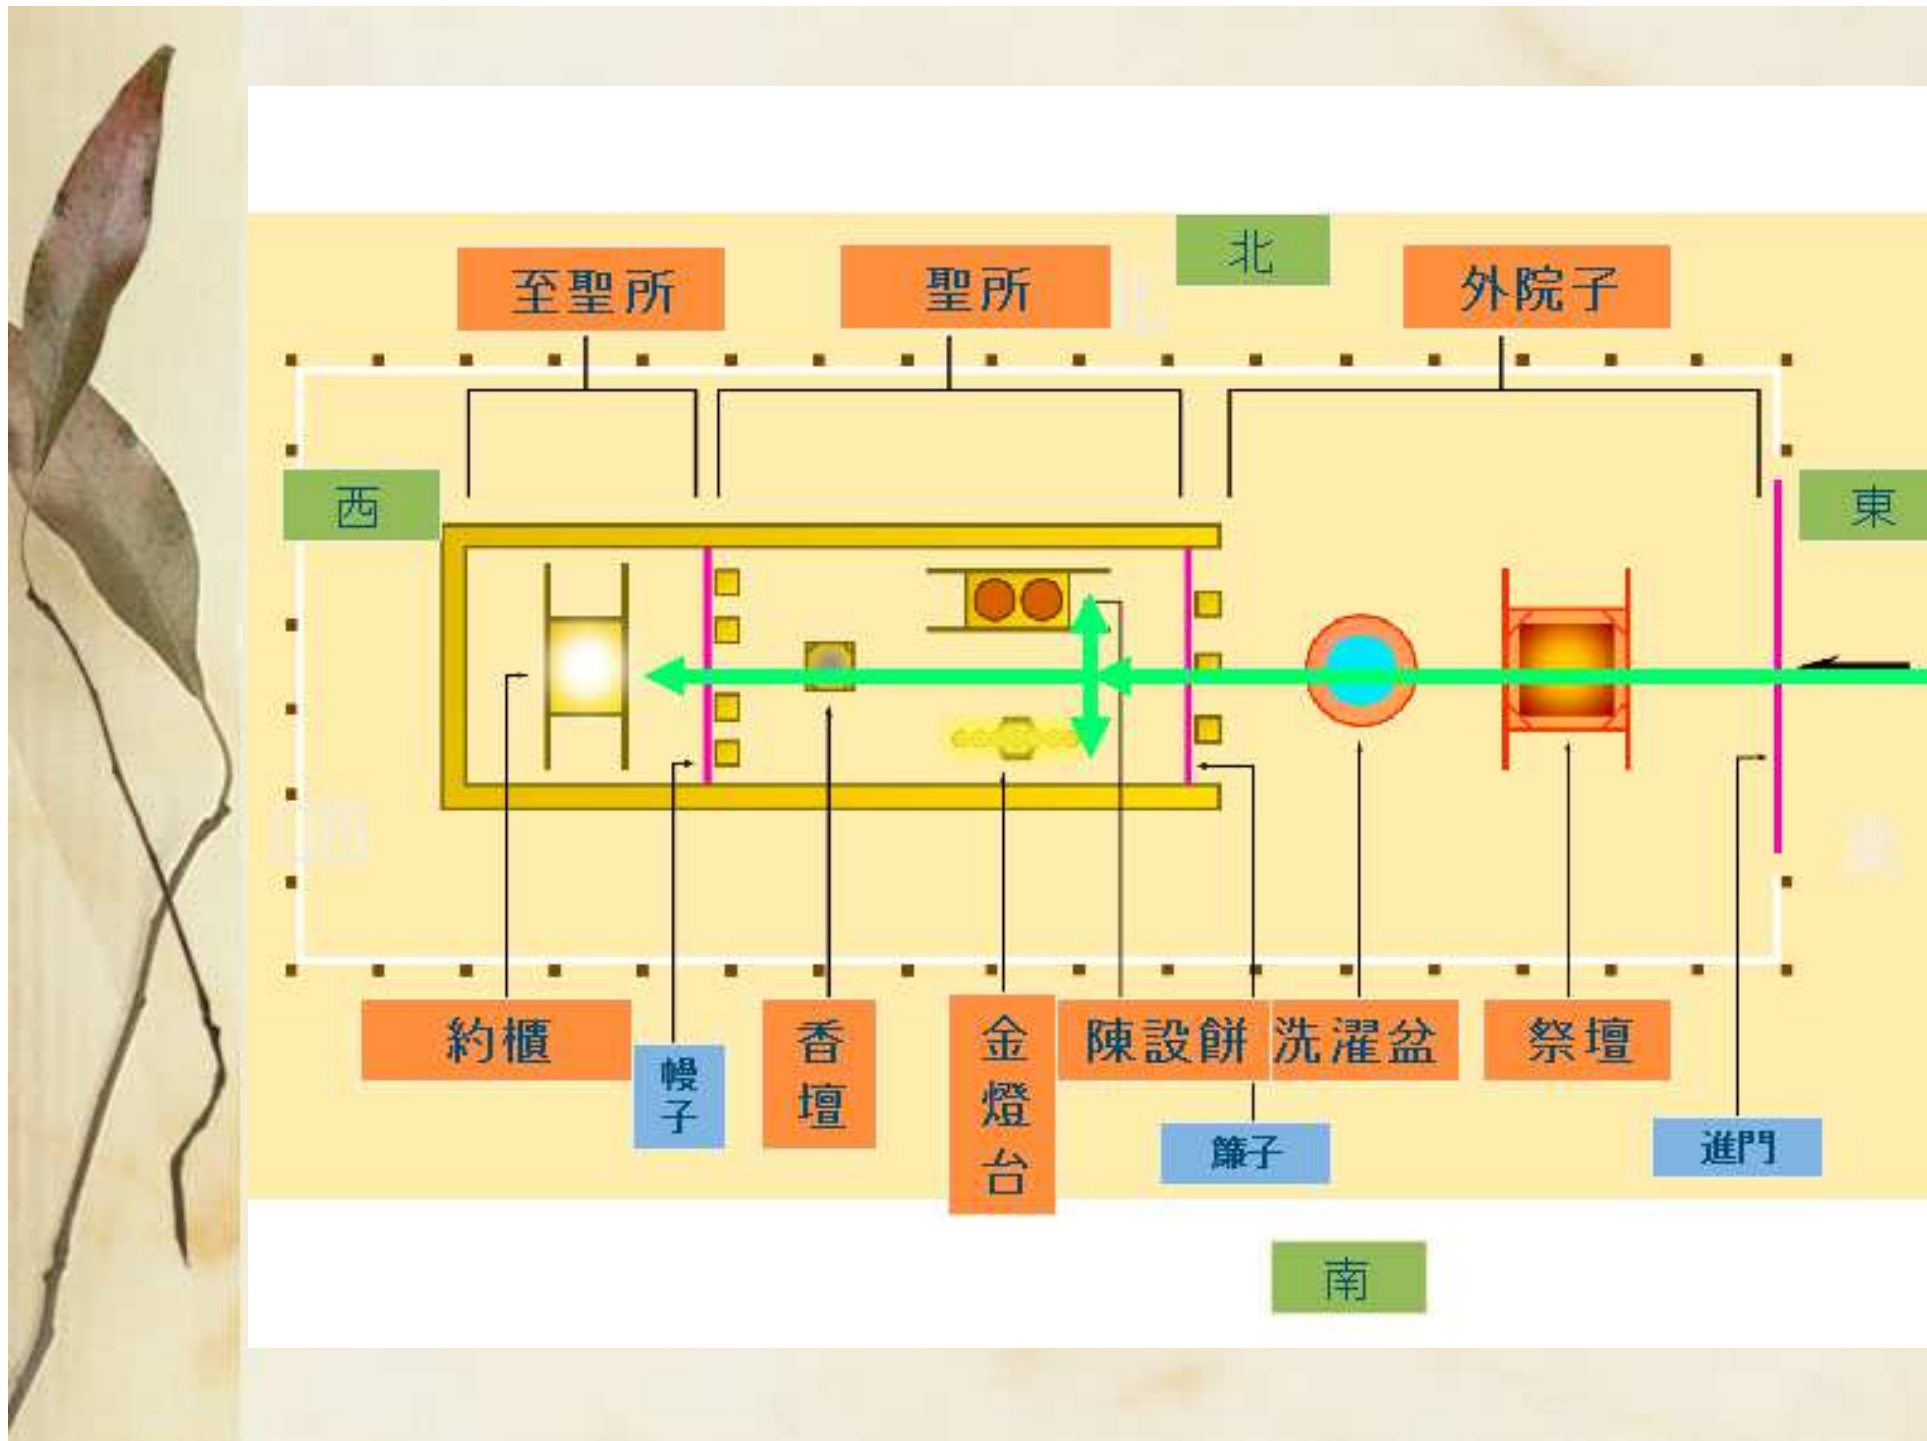 北
至聖所
聖所
外院子
西
東
約櫃
幔子
香壇
金燈台
陳設餅
洗濯盆
祭壇
簾子
進門
南